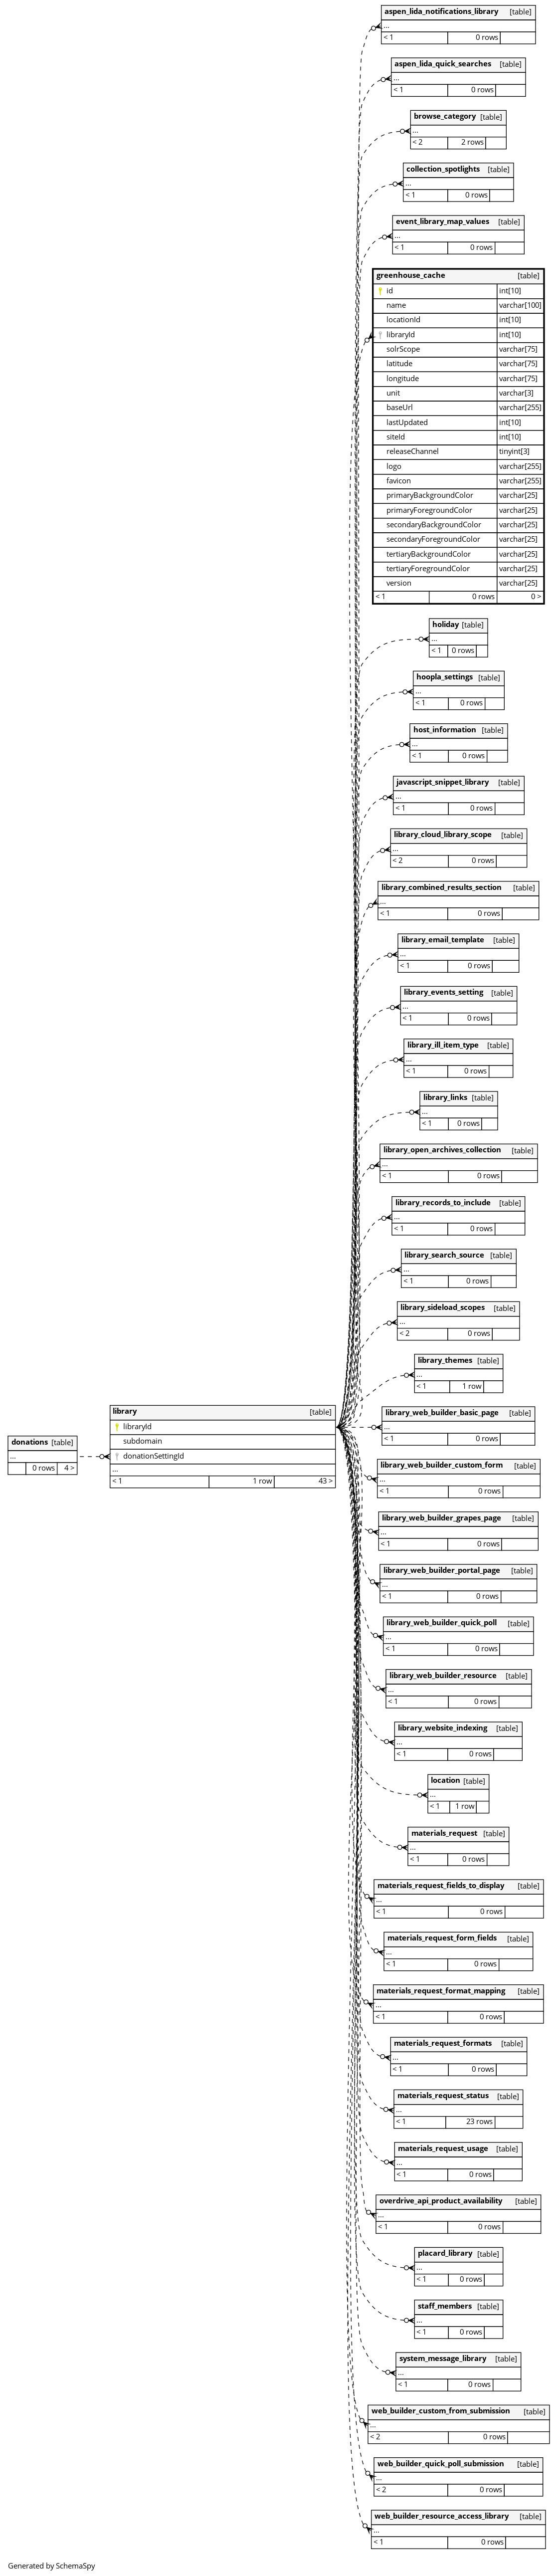 aspen_lida_notifications_library [table]
...
< 1 0 rows
aspen_lida_quick_searches [table]
...
< 1 0 rows
browse_category [table]
...
< 2 2 rows
collection_spotlights [table]
...
< 1 0 rows
event_library_map_values [table]
...
< 1 0 rows
greenhouse_cache [table]
id int[10]
name varchar[100]
locationId int[10]
libraryId int[10]
solrScope varchar[75]
latitude varchar[75]
longitude varchar[75]
unit varchar[3]
baseUrl varchar[255]
lastUpdated int[10]
siteId int[10]
releaseChannel tinyint[3]
logo varchar[255]
favicon varchar[255]
primaryBackgroundColor varchar[25]
primaryForegroundColor varchar[25]
secondaryBackgroundColor varchar[25]
secondaryForegroundColor varchar[25]
tertiaryBackgroundColor varchar[25]
tertiaryForegroundColor varchar[25]
version varchar[25]
< 1 0 rows 0 >
holiday [table]
...
< 1 0 rows
hoopla_settings [table]
...
< 1 0 rows
host_information [table]
...
< 1 0 rows
javascript_snippet_library [table]
...
< 1 0 rows
library_cloud_library_scope [table]
...
< 2 0 rows
library_combined_results_section [table]
...
< 1 0 rows
library_email_template [table]
...
< 1 0 rows
library_events_setting [table]
...
< 1 0 rows
library_ill_item_type [table]
...
< 1 0 rows
library_links [table]
...
< 1 0 rows
library_open_archives_collection [table]
...
< 1 0 rows
library_records_to_include [table]
...
< 1 0 rows
library_search_source [table]
...
< 1 0 rows
library_sideload_scopes [table]
...
< 2 0 rows
library_themes [table]
...
< 1 1 row
donations [table]
...
0 rows 4 >
library [table]
libraryId
subdomain
donationSettingId
...
< 1 1 row 43 >
library_web_builder_basic_page [table]
...
< 1 0 rows
library_web_builder_custom_form [table]
...
< 1 0 rows
library_web_builder_grapes_page [table]
...
< 1 0 rows
library_web_builder_portal_page [table]
...
< 1 0 rows
library_web_builder_quick_poll [table]
...
< 1 0 rows
library_web_builder_resource [table]
...
< 1 0 rows
library_website_indexing [table]
...
< 1 0 rows
location [table]
...
< 1 1 row
materials_request [table]
...
< 1 0 rows
materials_request_fields_to_display [table]
...
< 1 0 rows
materials_request_form_fields [table]
...
< 1 0 rows
materials_request_format_mapping [table]
...
< 1 0 rows
materials_request_formats [table]
...
< 1 0 rows
materials_request_status [table]
...
< 1 23 rows
materials_request_usage [table]
...
< 1 0 rows
overdrive_api_product_availability [table]
...
< 1 0 rows
placard_library [table]
...
< 1 0 rows
staff_members [table]
...
< 1 0 rows
system_message_library [table]
...
< 1 0 rows
web_builder_custom_from_submission [table]
...
< 2 0 rows
web_builder_quick_poll_submission [table]
...
< 2 0 rows
web_builder_resource_access_library [table]
...
< 1 0 rows
Generated by SchemaSpy